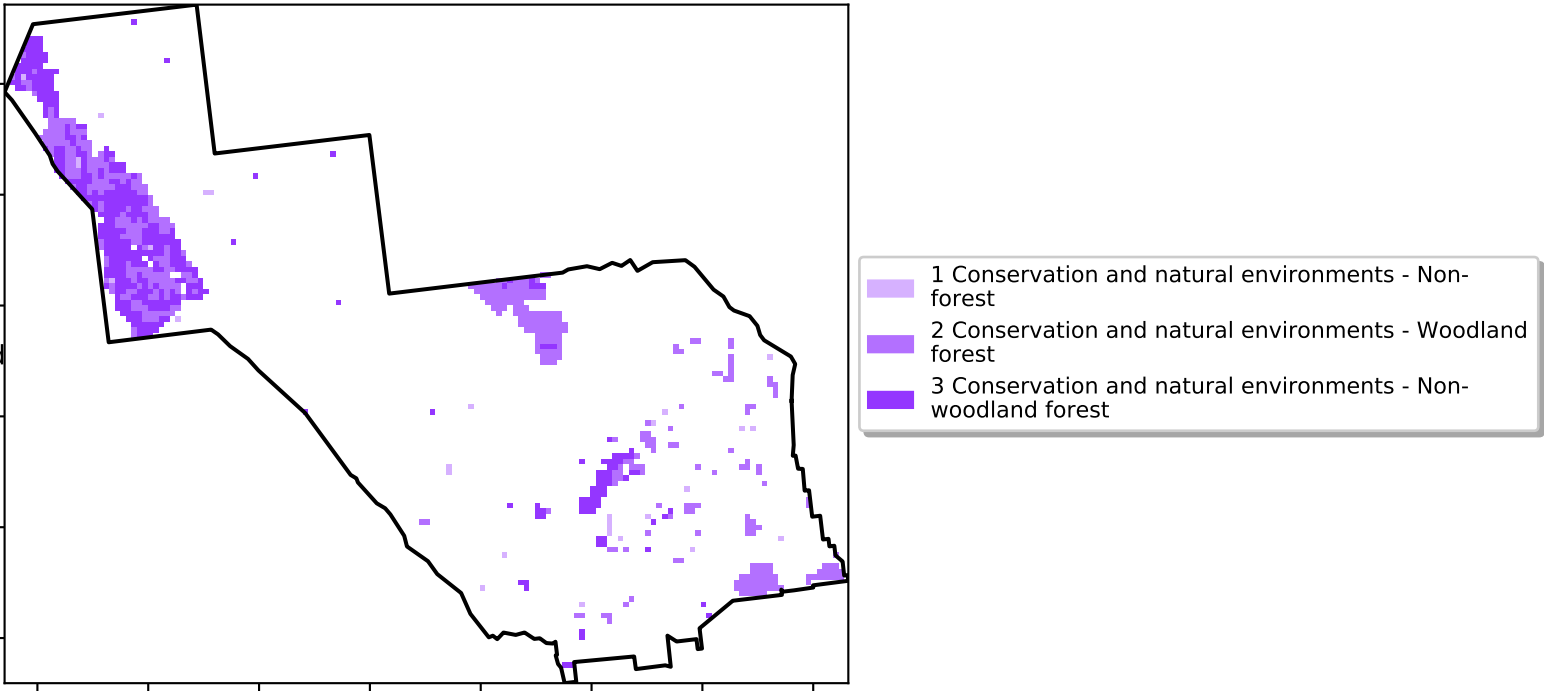 1 Conservation and natural environments - Non-
forest
2 Conservation and natural environments - Woodland
forest
3 Conservation and natural environments - Non-
woodland forest